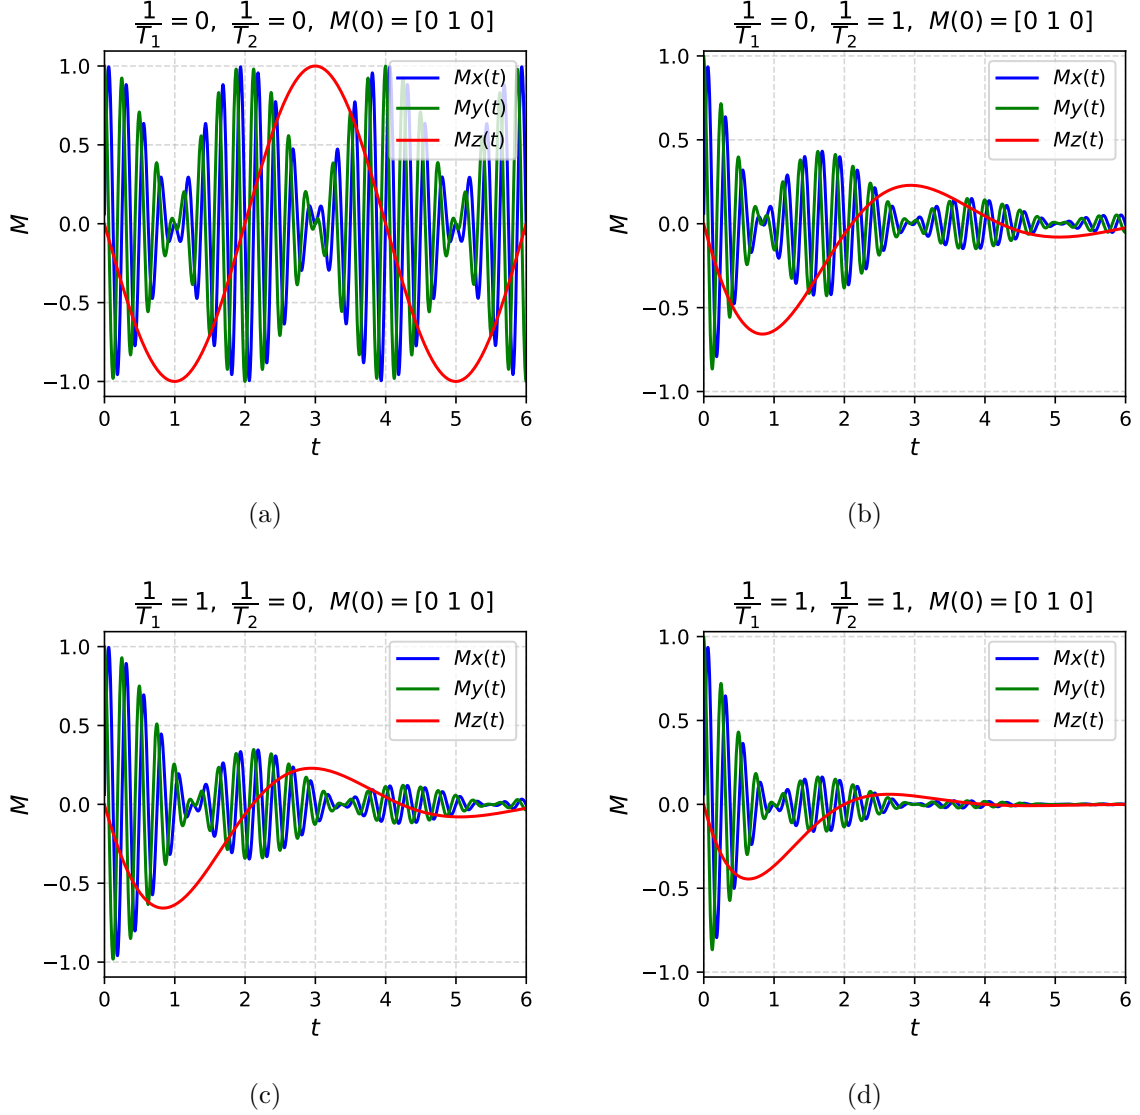 1/T₁ = 0, 1/T₂ = 0, M(0) = [0 1 0]
1.0
0.5
0.0
−0.5
−1.0
M
0 1 2 3 4 5 6
t
Mx(t)
My(t)
Mz(t)
(a)
1/T₁ = 0, 1/T₂ = 1, M(0) = [0 1 0]
1.0
0.5
0.0
−0.5
−1.0
M
0 1 2 3 4 5 6
t
Mx(t)
My(t)
Mz(t)
(b)
1/T₁ = 1, 1/T₂ = 0, M(0) = [0 1 0]
1.0
0.5
0.0
−0.5
−1.0
M
0 1 2 3 4 5 6
t
Mx(t)
My(t)
Mz(t)
(c)
1/T₁ = 1, 1/T₂ = 1, M(0) = [0 1 0]
1.0
0.5
0.0
−0.5
−1.0
M
0 1 2 3 4 5 6
t
Mx(t)
My(t)
Mz(t)
(d)